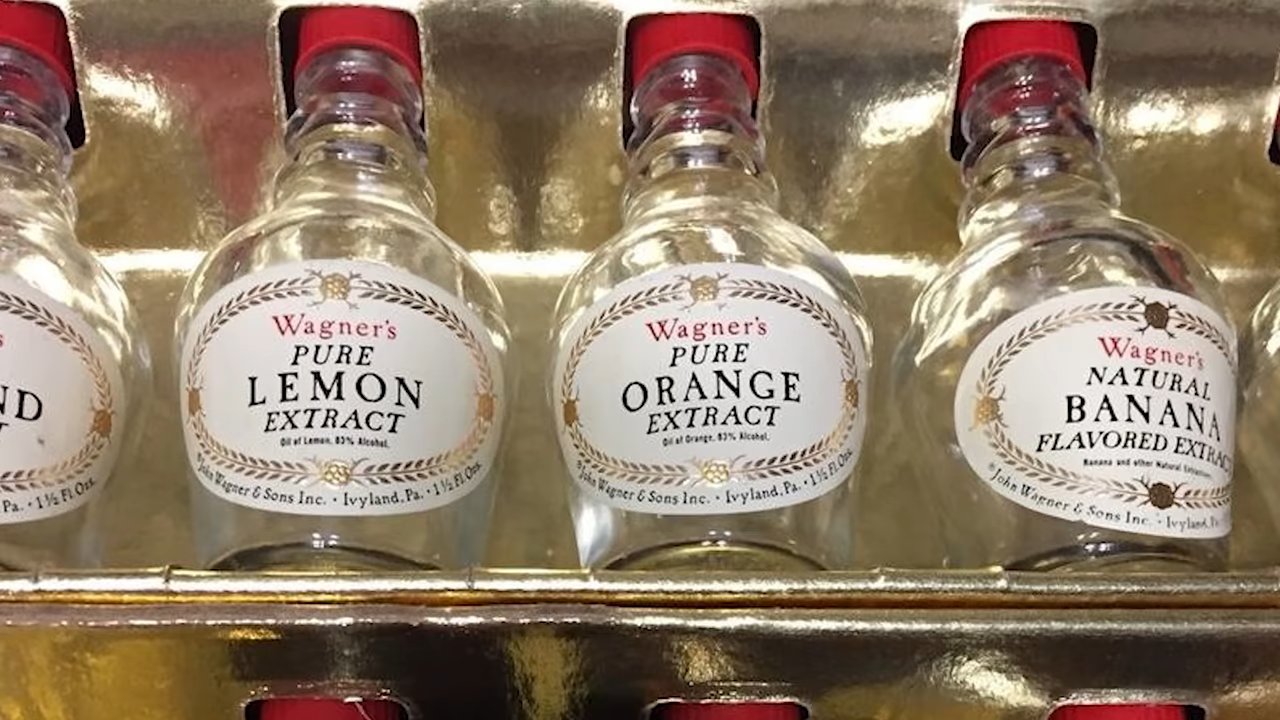 ND
Pa. · 1½ Fl Ozs.
Wagner's
PURE
LEMON
EXTRACT
Oil of Lemon, 83% Alcohol.
©John Wagner & Sons Inc. · Ivyland, Pa. · 1½ Fl Ozs.
Wagner's
PURE
ORANGE
EXTRACT
Oil of Orange, 83% Alcohol.
©John Wagner & Sons Inc. · Ivyland, Pa. · 1½ Fl Ozs.
Wagner's
NATURAL
BANANA
FLAVORED EXTRAC
Banana and other Natural
©John Wagner & Sons Inc. · Ivyland, Pa.